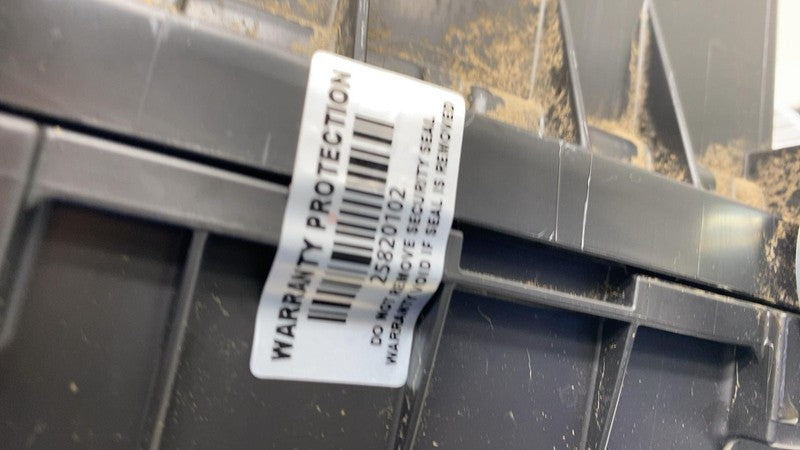 WARRANTY PROTECTION
25820102
DO NOT REMOVE SECURITY SEAL
WARRANTY VOID IF SEAL IS REMOVED